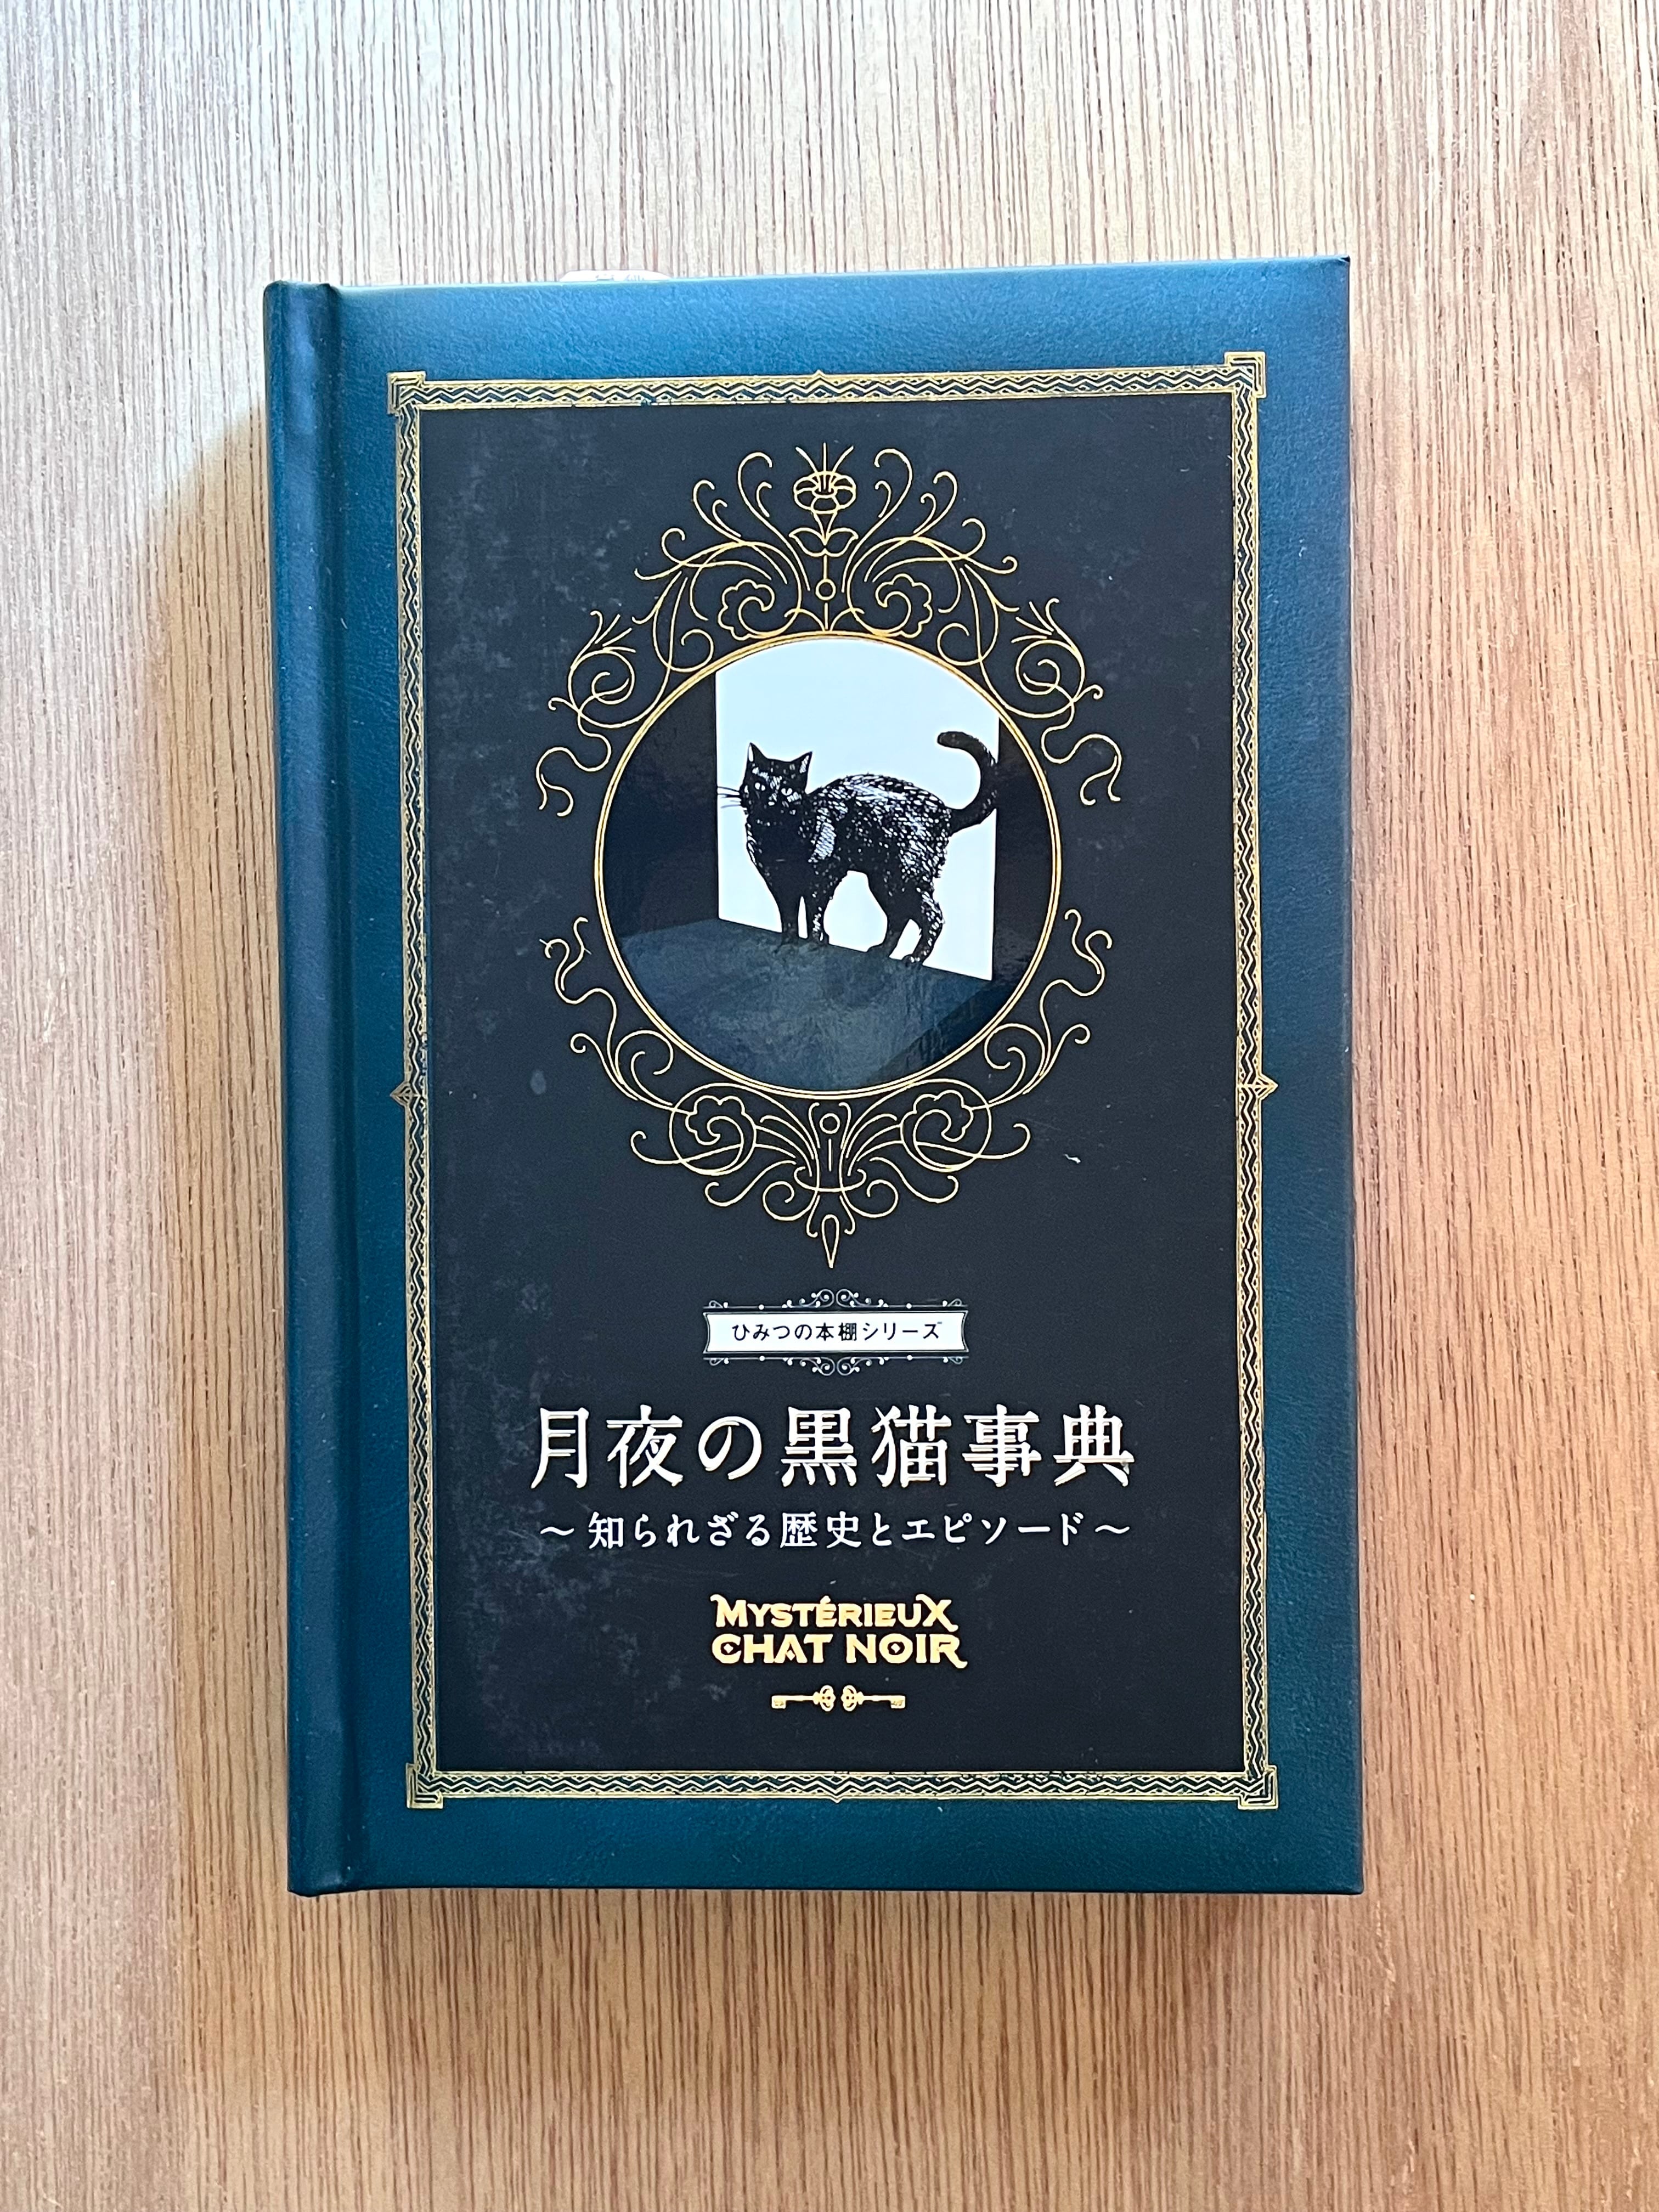 ひみつの本棚シリーズ
月夜の黒猫事典
～知られざる歴史とエピソード～
MYSTÉRIEUX
CHAT NOIR